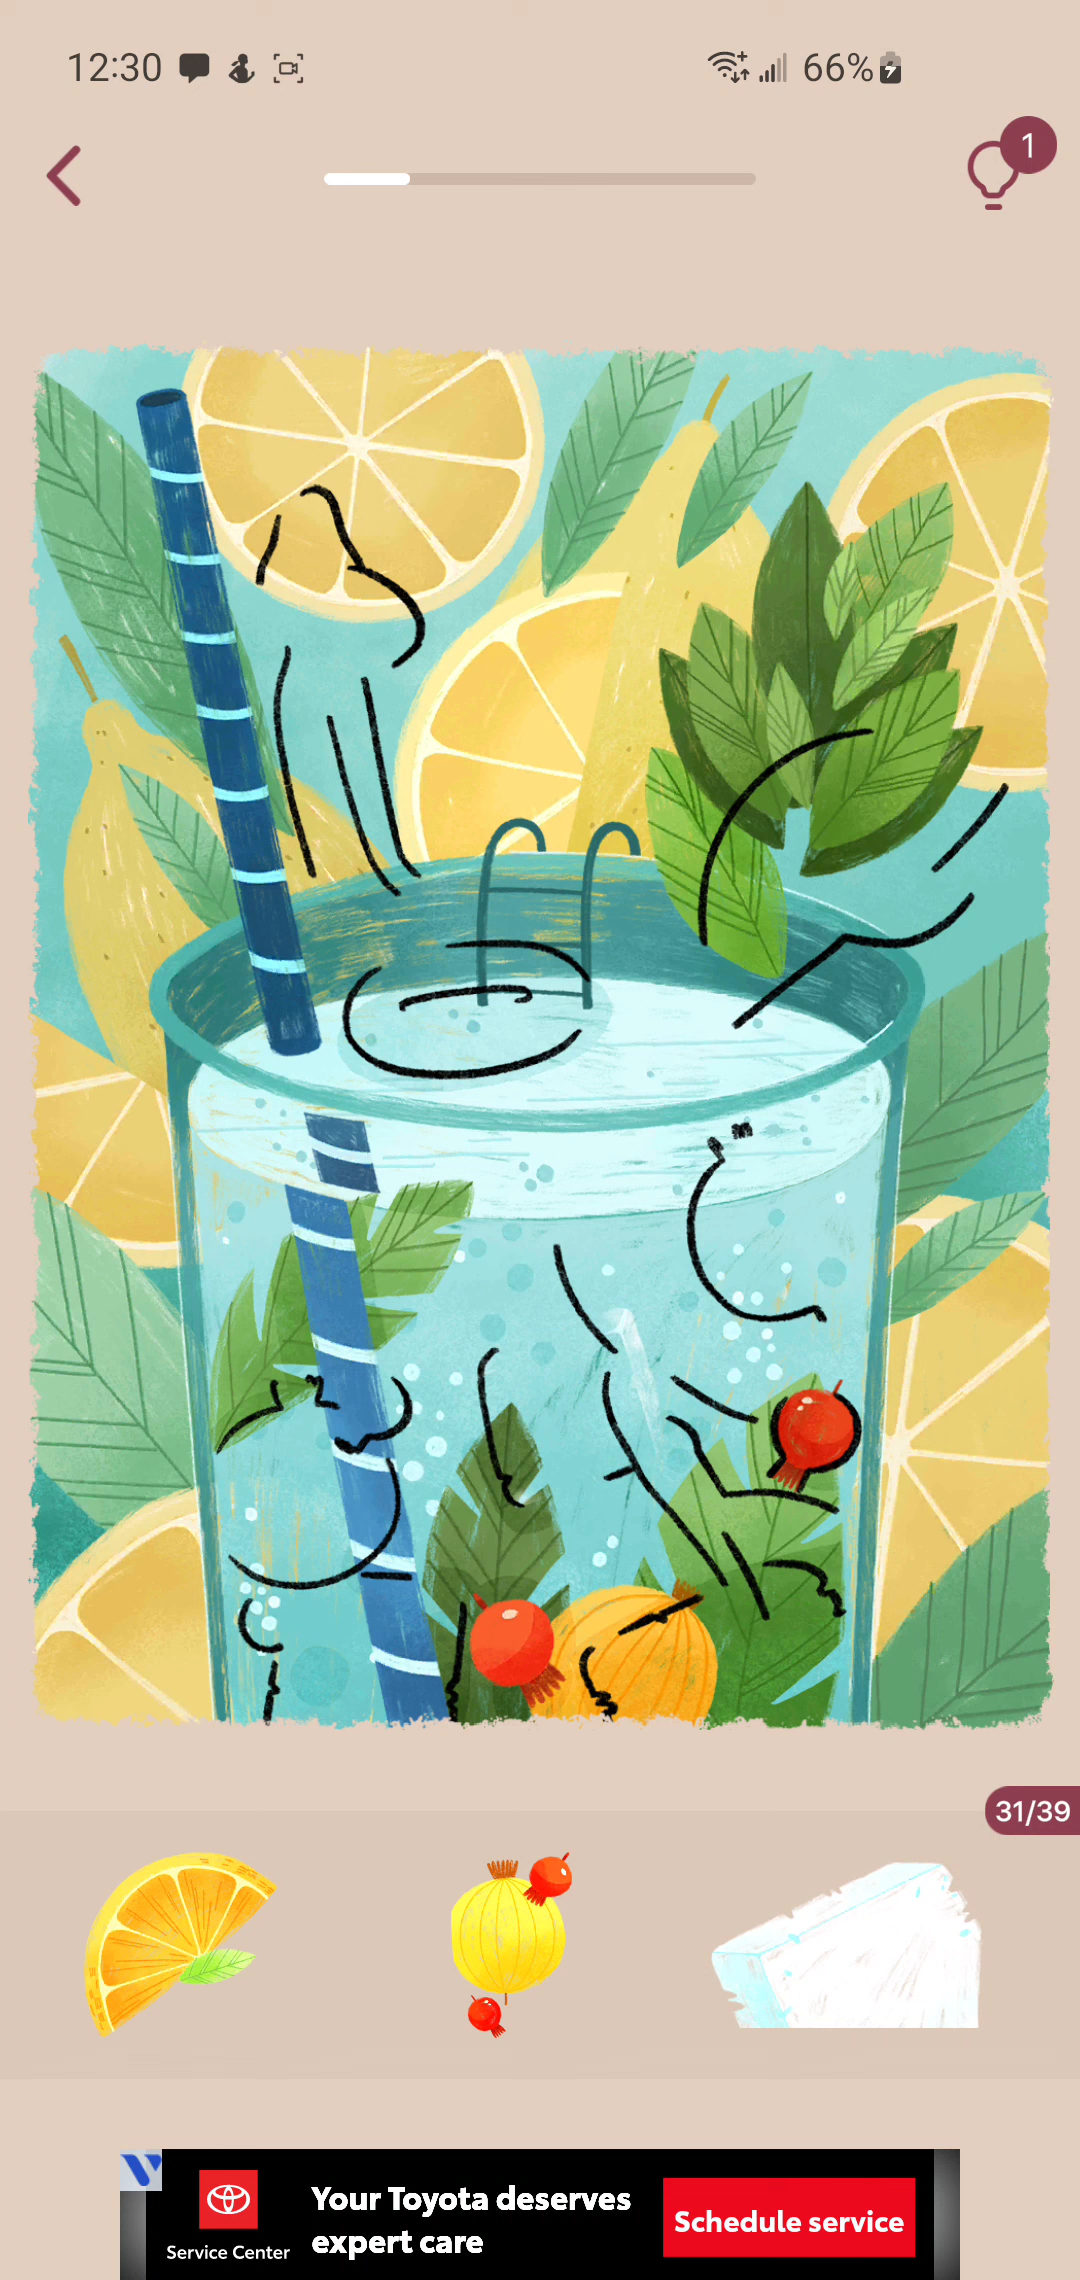 12:30
66%
1
31/39
Your Toyota deserves
expert care
Schedule service
Service Center